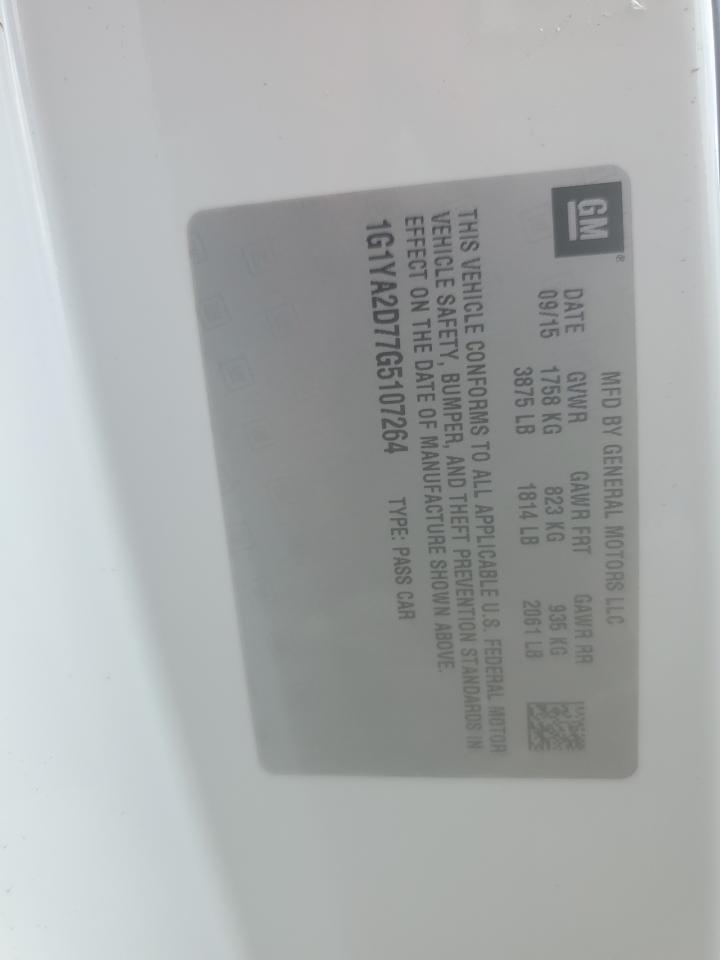 GM®
MFD BY GENERAL MOTORS LLC
DATE GVWR GAWR FRT GAWR RR
09/15 1758 KG 823 KG 935 KG
3875 LB 1814 LB 2061 LB
THIS VEHICLE CONFORMS TO ALL APPLICABLE U.S. FEDERAL MOTOR
VEHICLE SAFETY, BUMPER, AND THEFT PREVENTION STANDARDS IN
EFFECT ON THE DATE OF MANUFACTURE SHOWN ABOVE.
1G1YA2D77G5107264 TYPE: PASS CAR